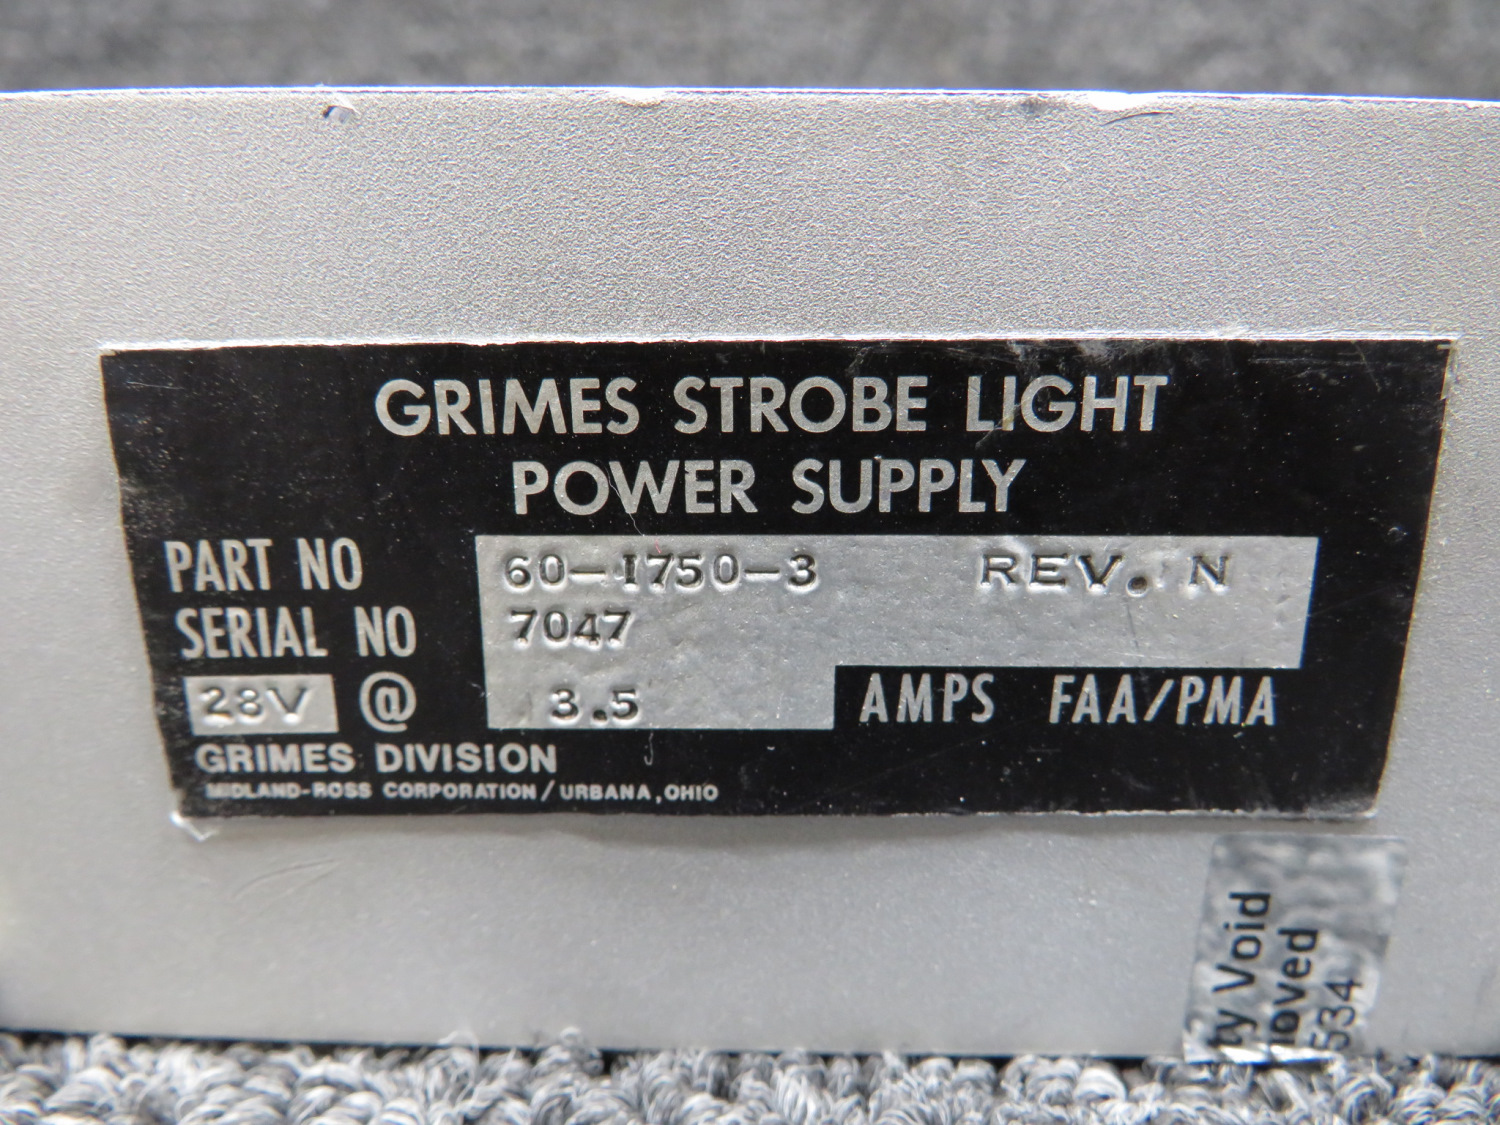 GRIMES STROBE LIGHT
POWER SUPPLY
PART NO 60-1750-3 REV. N
SERIAL NO 7047
28V @ 3.5 AMPS FAA/PMA
GRIMES DIVISION
MIDLAND-ROSS CORPORATION/URBANA, OHIO
ty Void
oved
534